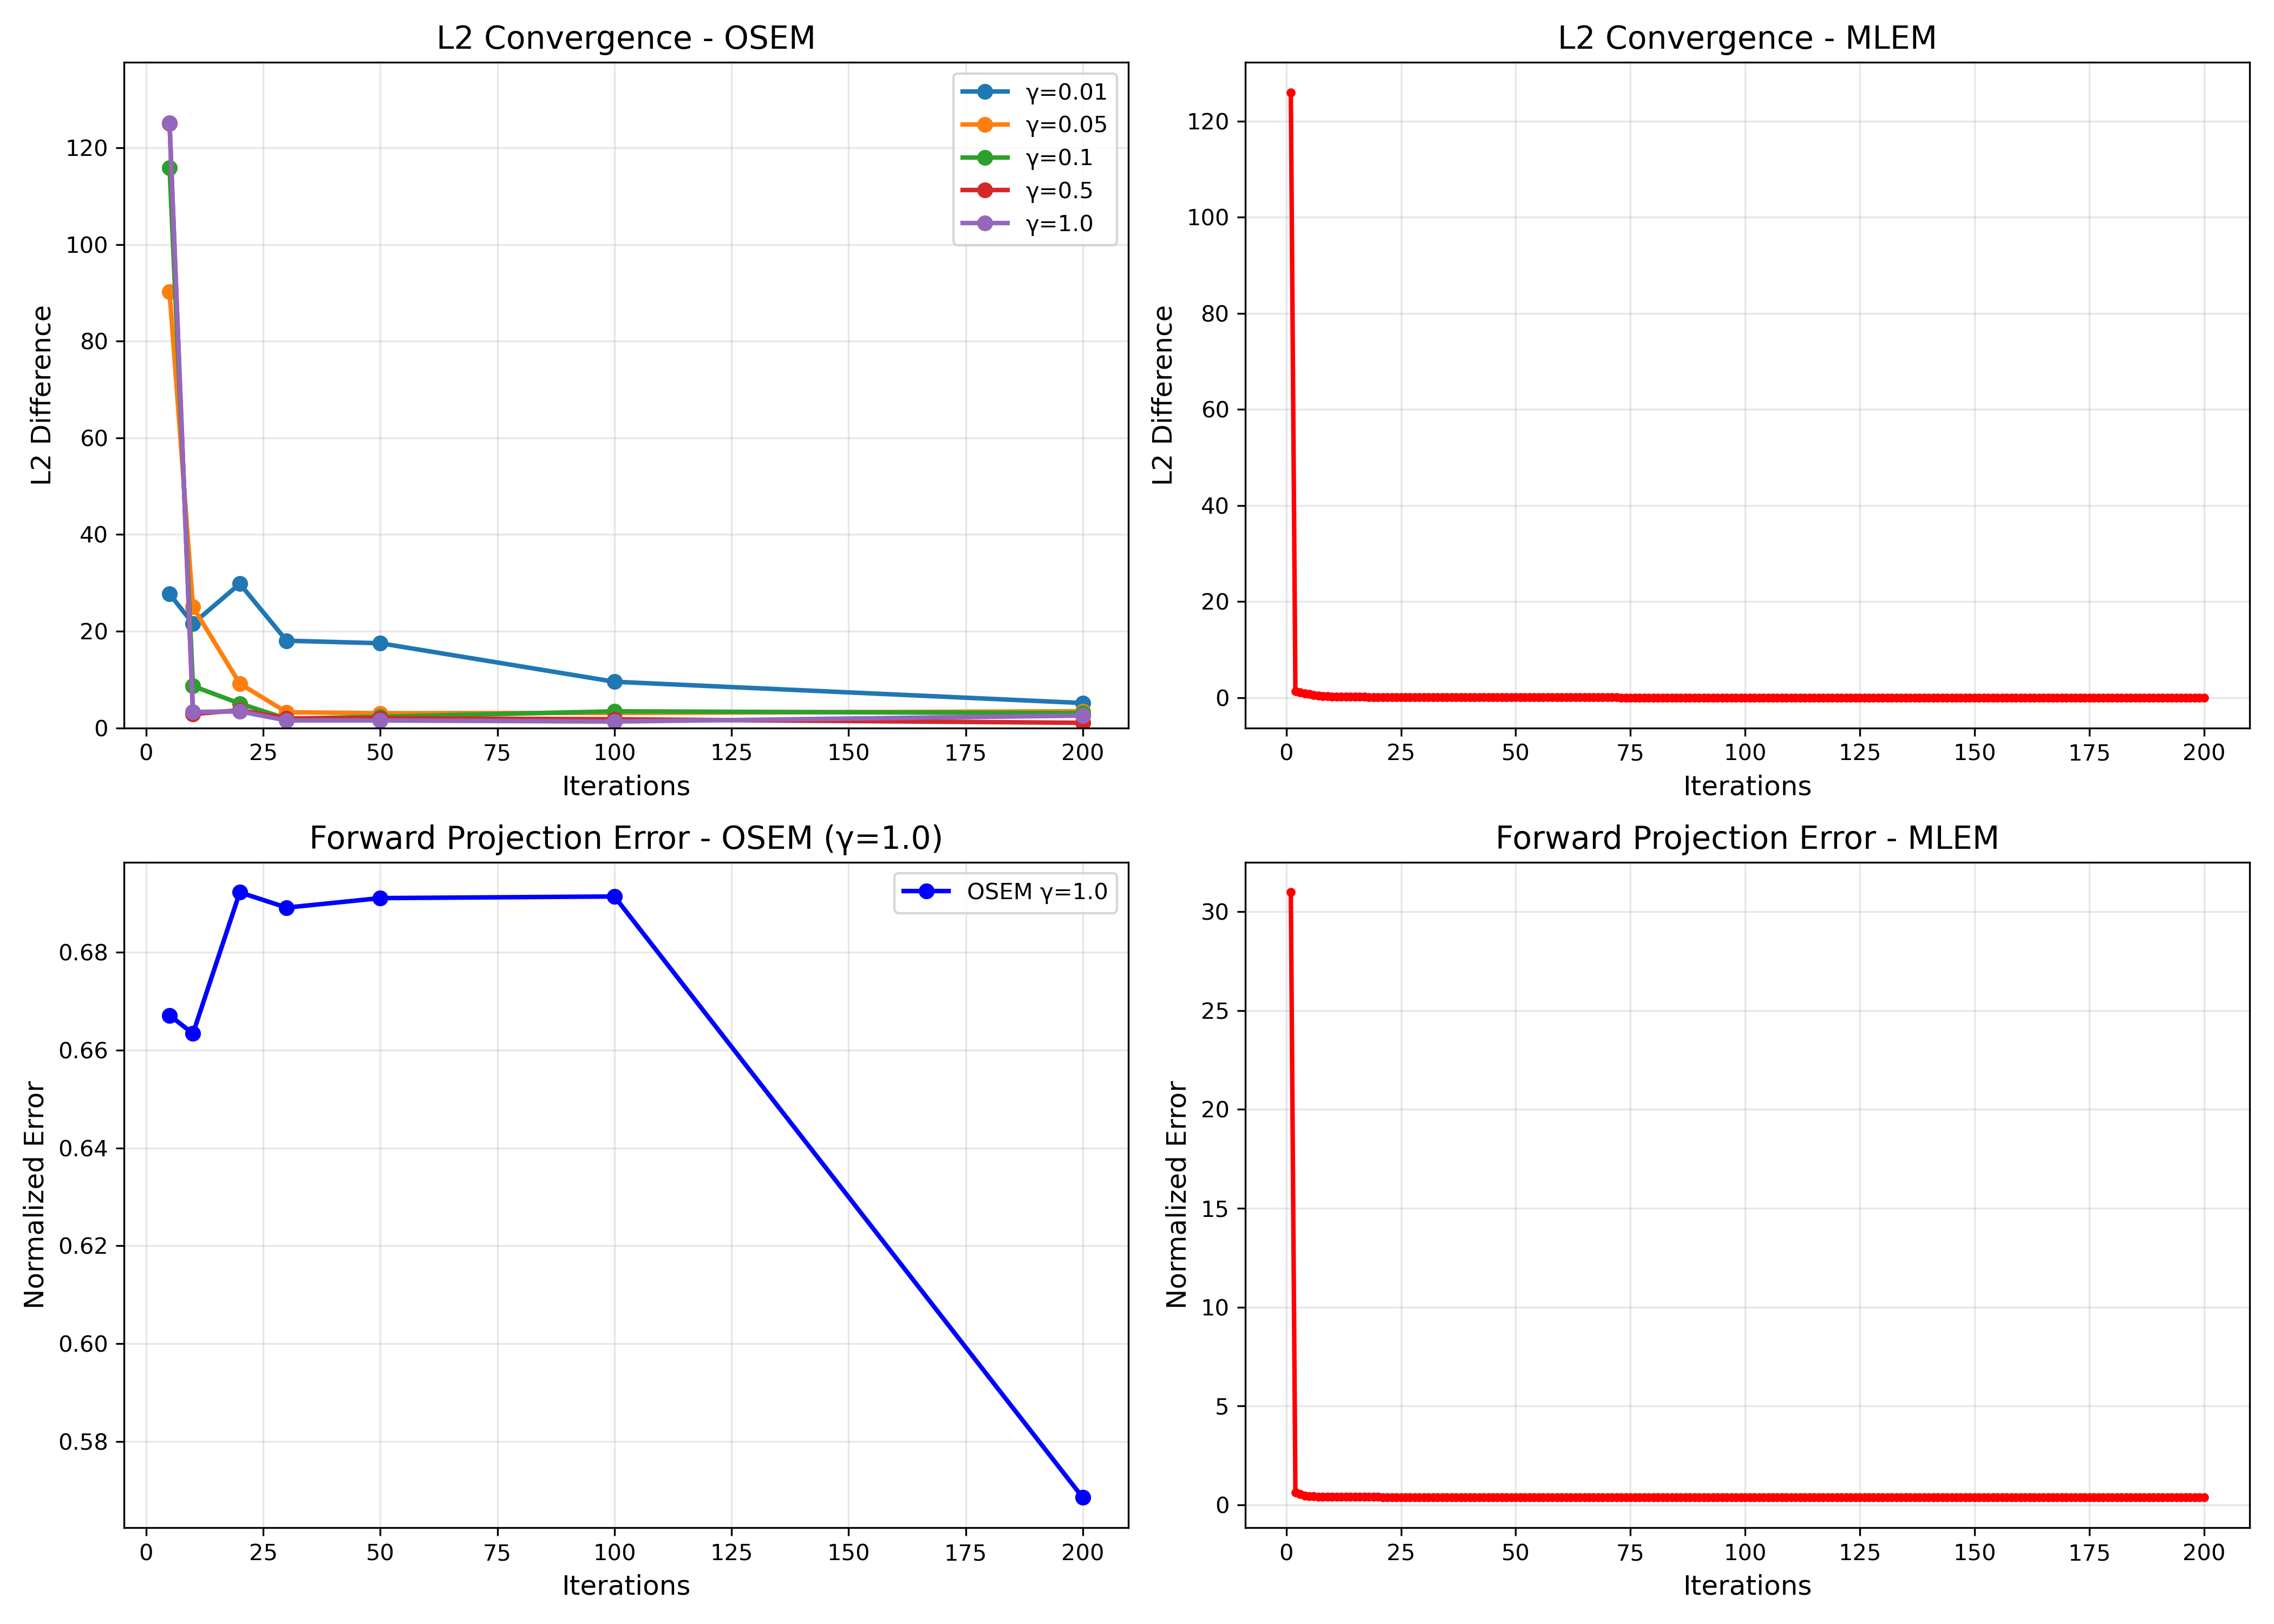 L2 Convergence - OSEM
L2 Difference
120
100
80
60
40
20
0
0 25 50 75 100 125 150 175 200
Iterations
γ=0.01
γ=0.05
γ=0.1
γ=0.5
γ=1.0
L2 Convergence - MLEM
L2 Difference
120
100
80
60
40
20
0
0 25 50 75 100 125 150 175 200
Iterations
Forward Projection Error - OSEM (γ=1.0)
Normalized Error
0.68
0.66
0.64
0.62
0.60
0.58
0 25 50 75 100 125 150 175 200
Iterations
OSEM γ=1.0
Forward Projection Error - MLEM
Normalized Error
30
25
20
15
10
5
0
0 25 50 75 100 125 150 175 200
Iterations